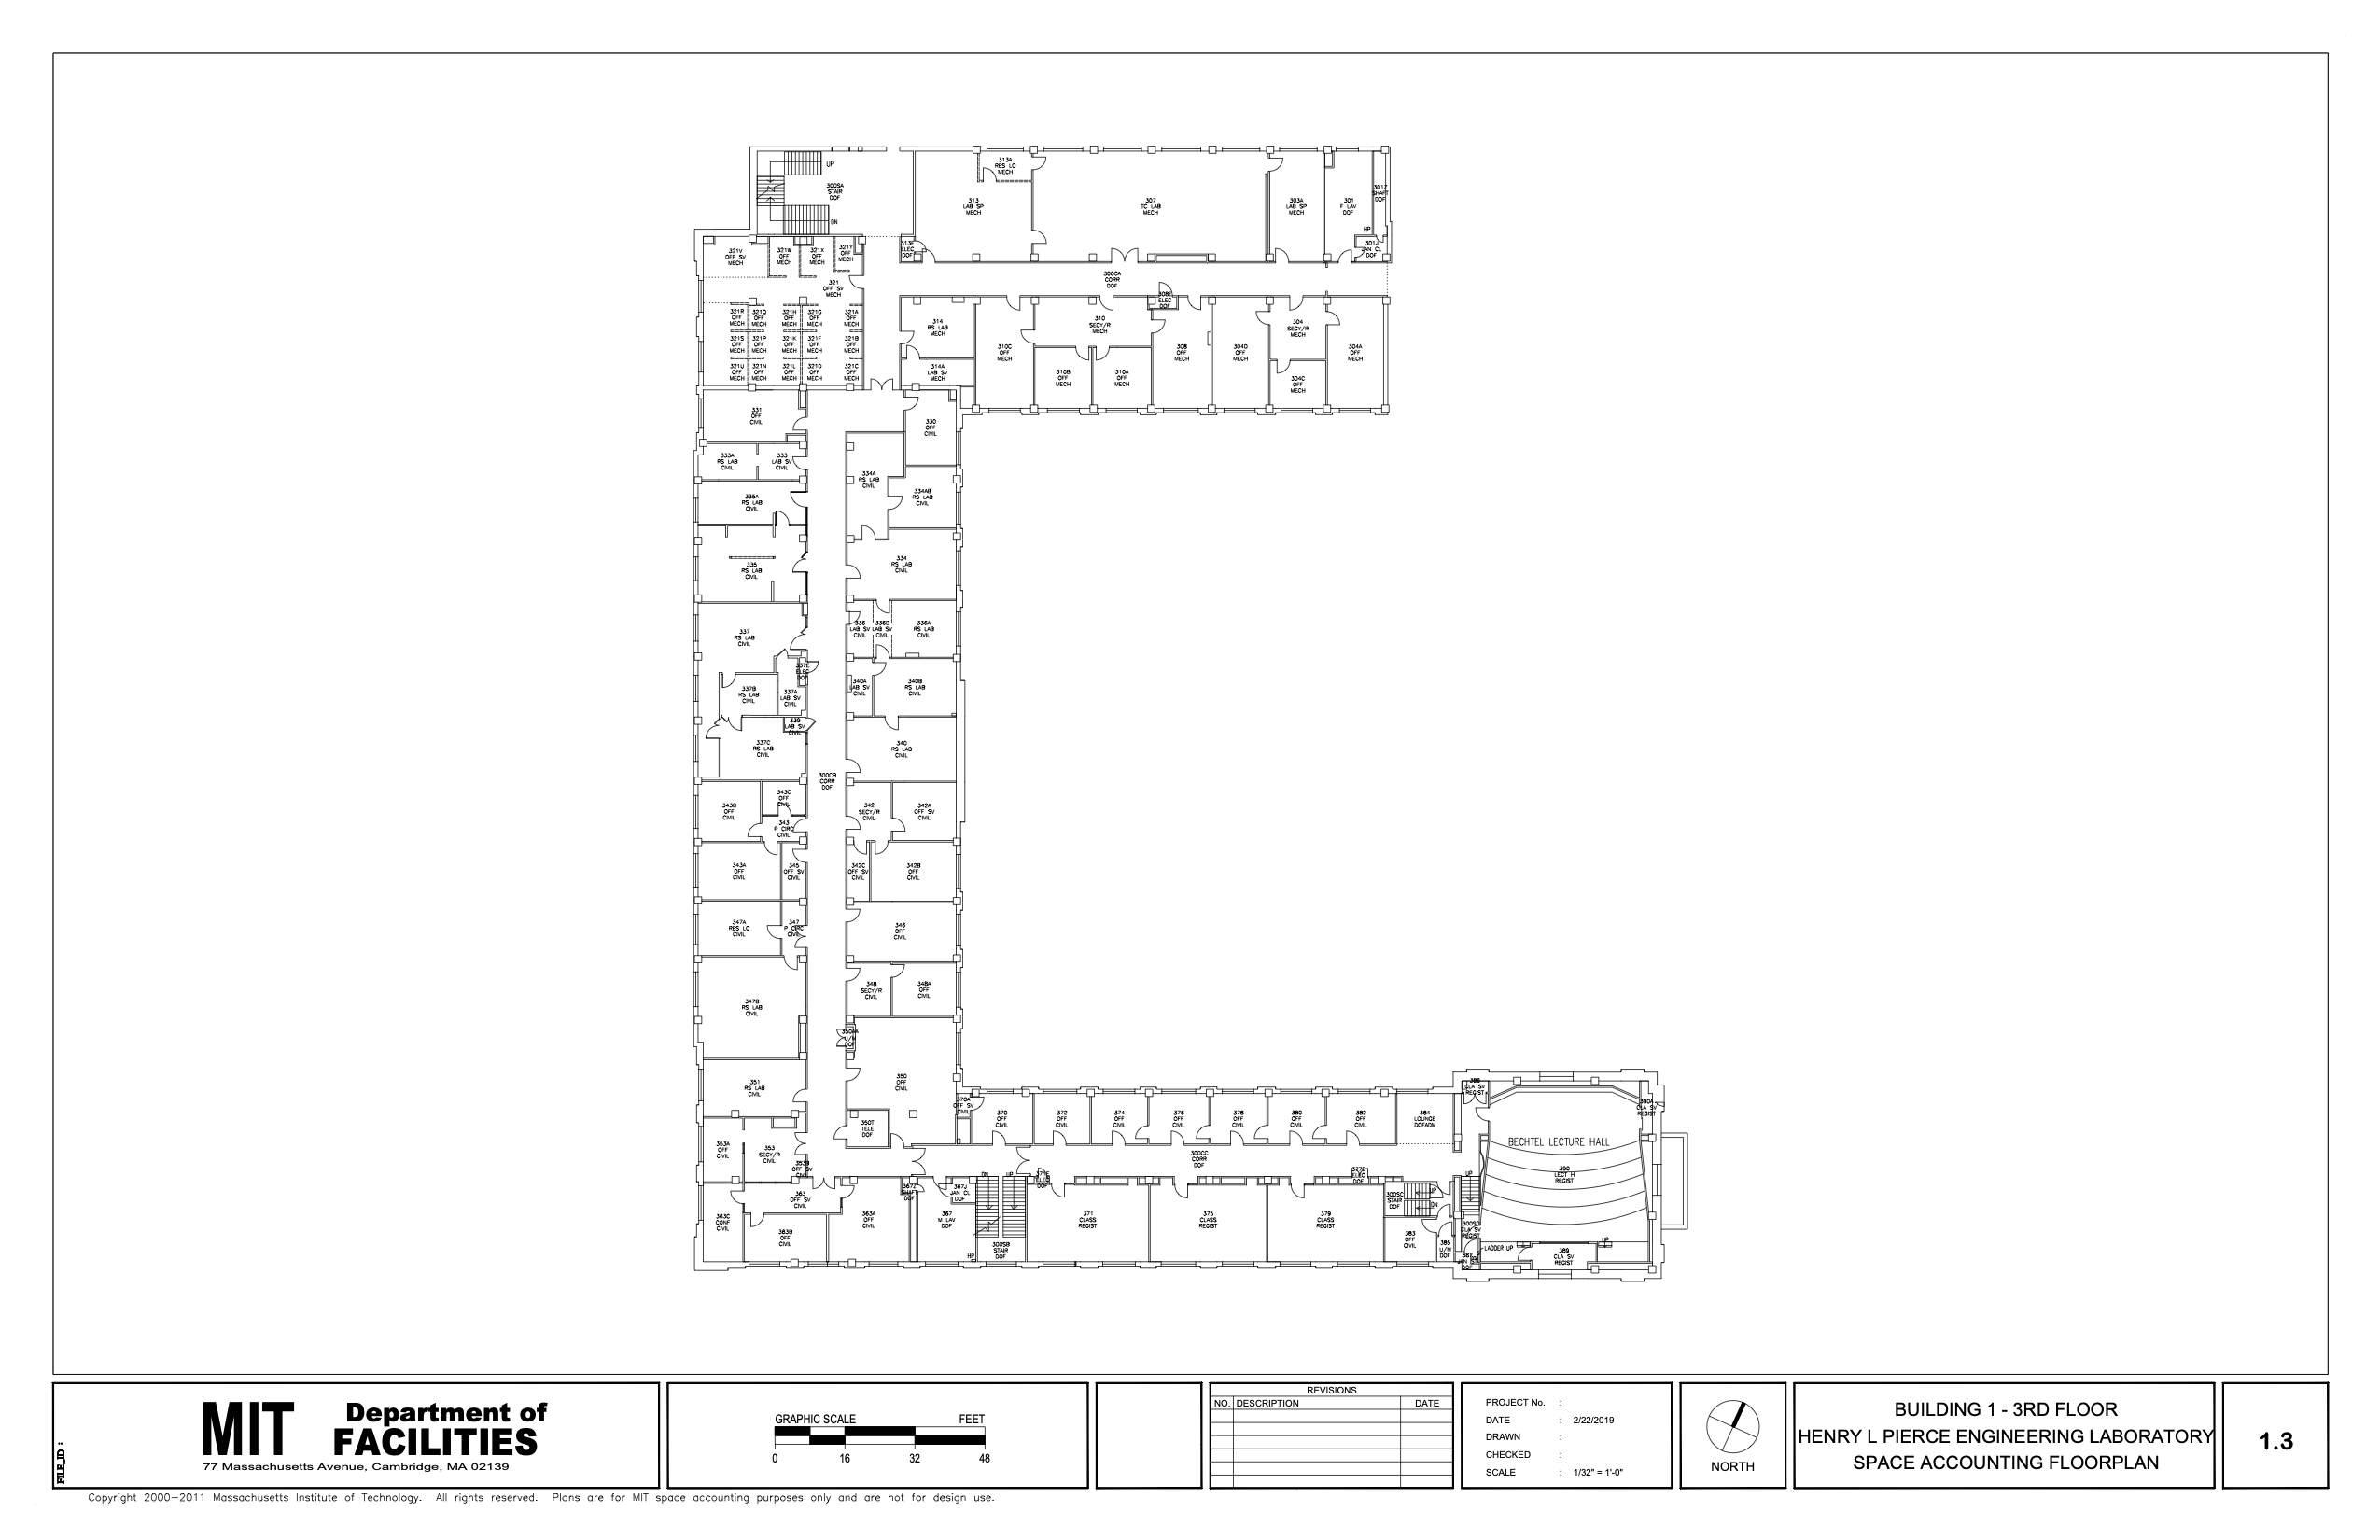 UP
300SA
STAIR
DOF
DN
313A
RES LO
MECH
313
LAB SP
MECH
307
TC LAB
MECH
303A
LAB SP
MECH
301
F LAV
DOF
301Z
SHAFT
DOF
HP
301J
JAN CL
DOF
313E
ELEC
DOF
300CA
CORR
DOF
321V
OFF SV
MECH
321W
OFF
MECH
321X
OFF
MECH
321Y
OFF
MECH
321
OFF SV
MECH
321R
OFF
MECH
321Q
OFF
MECH
321H
OFF
MECH
321G
OFF
MECH
321A
OFF
MECH
321S
OFF
MECH
321P
OFF
MECH
321K
OFF
MECH
321F
OFF
MECH
321B
OFF
MECH
321U
OFF
MECH
321N
OFF
MECH
321L
OFF
MECH
321D
OFF
MECH
321C
OFF
MECH
314
RS LAB
MECH
314A
LAB SV
MECH
310C
OFF
MECH
310
SECY/R
MECH
310B
OFF
MECH
310A
OFF
MECH
ELEC
DOF
308
OFF
MECH
304D
OFF
MECH
304
SECY/R
MECH
304C
OFF
MECH
304A
OFF
MECH
331
OFF
CIVIL
330
OFF
CIVIL
333A
RS LAB
CIVIL
333
LAB SV
CIVIL
334A
RS LAB
CIVIL
334AB
RS LAB
CIVIL
335A
RS LAB
CIVIL
335
RS LAB
CIVIL
334
RS LAB
CIVIL
337
RS LAB
CIVIL
336
LAB SV
CIVIL
336B
LAB SV
CIVIL
336A
RS LAB
CIVIL
337E
ELEC
DOF
337B
RS LAB
CIVIL
337A
LAB SV
CIVIL
340A
LAB SV
CIVIL
340B
RS LAB
CIVIL
339
LAB SV
CIVIL
337C
RS LAB
CIVIL
340
RS LAB
CIVIL
300CB
CORR
DOF
343B
OFF
CIVIL
343C
OFF
CIVIL
343
P CIRC
CIVIL
342
SECY/R
CIVIL
342A
OFF SV
CIVIL
343A
OFF
CIVIL
345
OFF SV
CIVIL
342C
OFF SV
CIVIL
342B
OFF
CIVIL
347A
RES LO
CIVIL
347
P CIRC
CIVIL
346
OFF
CIVIL
347B
RS LAB
CIVIL
348
SECY/R
CIVIL
348A
OFF
CIVIL
U/M
DOF
351
RS LAB
CIVIL
350
OFF
CIVIL
350T
TELE
DOF
353A
OFF
CIVIL
353
SECY/R
CIVIL
353B
OFF SV
CIVIL
370A
OFF SV
CIVIL
370
OFF
CIVIL
372
OFF
CIVIL
374
OFF
CIVIL
376
OFF
CIVIL
378
OFF
CIVIL
380
OFF
CIVIL
382
OFF
CIVIL
384
LOUNGE
DOFADM
386
CLA SV
REGIST
390A
CLA SV
REGIST
BECHTEL LECTURE HALL
390
LECT H
REGIST
300CC
CORR
DOF
363C
CONF
CIVIL
363
OFF SV
CIVIL
363B
OFF
CIVIL
363A
OFF
CIVIL
367Z
SHAFT
DOF
367J
JAN CL
DOF
367
M LAV
DOF
HP
DN
UP
300SB
STAIR
DOF
371E
ELEC
DOF
371
CLASS
REGIST
375
CLASS
REGIST
ELEC
DOF
379
CLASS
REGIST
300SC
STAIR
DOF
UP
DN
383
OFF
CIVIL
385
U/M
DOF
UP
300SD
CLA SV
REGIST
DOF
LADDER UP
389
CLA SV
REGIST
UP
FILE_ID :
MIT Department of
FACILITIES
77 Massachusetts Avenue, Cambridge, MA 02139
GRAPHIC SCALE FEET
0 16 32 48
REVISIONS
NO. DESCRIPTION DATE
PROJECT No. :
DATE : 2/22/2019
DRAWN :
CHECKED :
SCALE : 1/32" = 1'-0"
NORTH
BUILDING 1 - 3RD FLOOR
HENRY L PIERCE ENGINEERING LABORATORY
SPACE ACCOUNTING FLOORPLAN
1.3
Copyright 2000-2011 Massachusetts Institute of Technology. All rights reserved. Plans are for MIT space accounting purposes only and are not for design use.